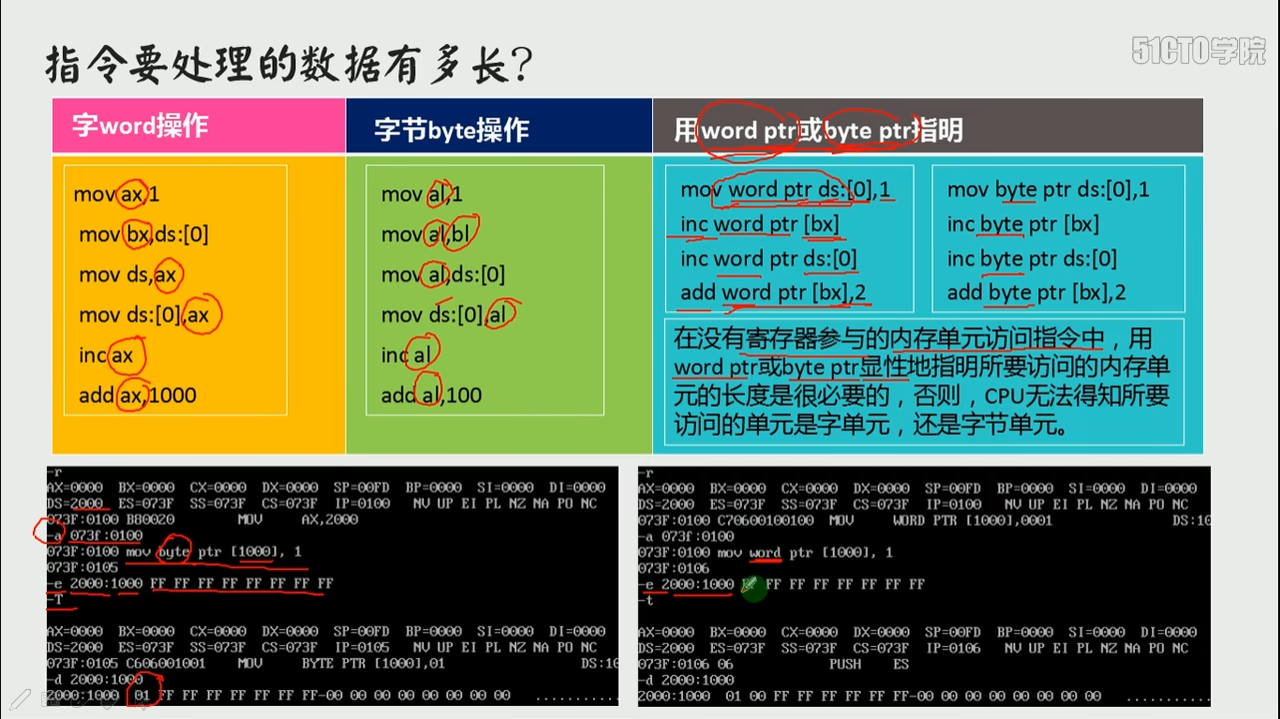 指令要处理的数据有多长?
51CTO学院
字word操作
mov ax,1
mov bx,ds:[0]
mov ds,ax
mov ds:[0],ax
inc ax
add ax,1000
字节byte操作
mov al,1
mov al,bl
mov al,ds:[0]
mov ds:[0],al
inc al
add al,100
用word ptr或byte ptr指明
mov word ptr ds:[0],1
inc word ptr [bx]
inc word ptr ds:[0]
add word ptr [bx],2
mov byte ptr ds:[0],1
inc byte ptr [bx]
inc byte ptr ds:[0]
add byte ptr [bx],2
在没有寄存器参与的内存单元访问指令中，用
word ptr或byte ptr显性地指明所要访问的内存单
元的长度是很必要的，否则，CPU无法得知所要
访问的单元是字单元，还是字节单元。
-r
AX=0000 BX=0000 CX=0000 DX=0000 SP=00FD BP=0000 SI=0000 DI=0000
DS=2000 ES=073F SS=073F CS=073F IP=0100 NV UP EI PL NZ NA PO NC
073F:0100 B80020 MOV AX,2000
-a 073f:0100
073F:0100 mov byte ptr [1000], 1
073F:0105
-e 2000:1000 FF FF FF FF FF FF FF FF
-T
AX=0000 BX=0000 CX=0000 DX=0000 SP=00FD BP=0000 SI=0000 DI=0000
DS=2000 ES=073F SS=073F CS=073F IP=0105 NV UP EI PL NZ NA PO NC
073F:0105 C606001001 MOV BYTE PTR [1000],01 DS:10
-d 2000:1000
2000:1000 01 FF FF FF FF FF FF FF-00 00 00 00 00 00 00 00 ..........
-r
AX=0000 BX=0000 CX=0000 DX=0000 SP=00FD BP=0000 SI=0000 DI=0000
DS=2000 ES=073F SS=073F CS=073F IP=0100 NV UP EI PL NZ NA PO NC
073F:0100 C70600100100 MOV WORD PTR [1000],0001 DS:10
-a 073f:0100
073F:0100 mov word ptr [1000], 1
073F:0106
-e 2000:1000 FF FF FF FF FF FF FF
-t
AX=0000 BX=0000 CX=0000 DX=0000 SP=00FD BP=0000 SI=0000 DI=0000
DS=2000 ES=073F SS=073F CS=073F IP=0106 NV UP EI PL NZ NA PO NC
073F:0106 06 PUSH ES
-d 2000:1000
2000:1000 01 00 FF FF FF FF FF FF-00 00 00 00 00 00 00 00 ..........